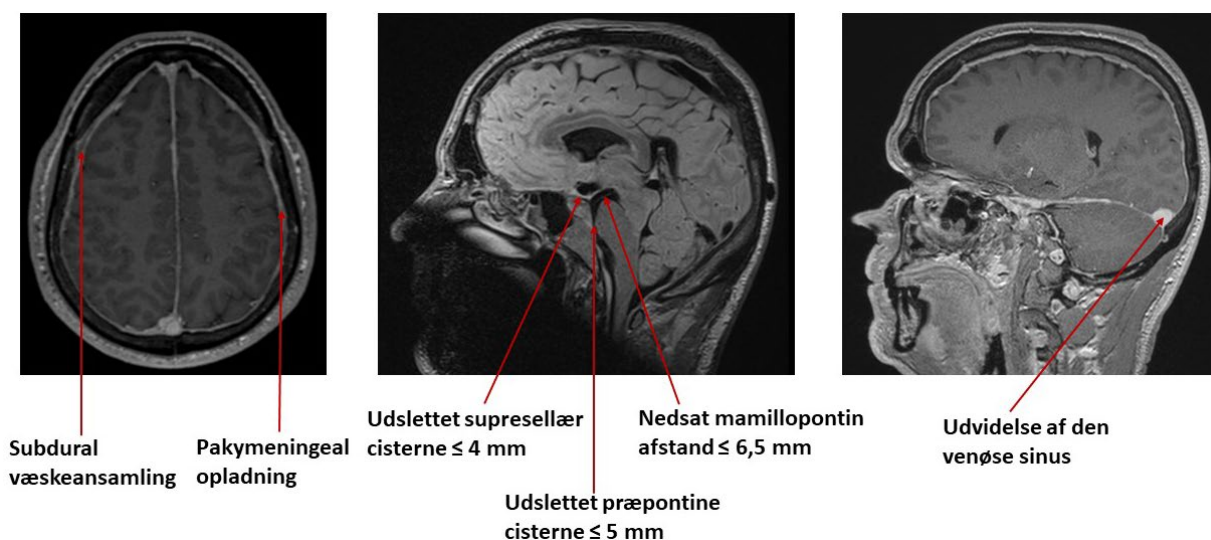 Subdural
væskeansamling
Pakymeningeal
opladning
Udslettet supresellær
cisterne ≤ 4 mm
Udslettet præpontine
cisterne ≤ 5 mm
Nedsat mamillopontin
afstand ≤ 6,5 mm
Udvidelse af den
venøse sinus